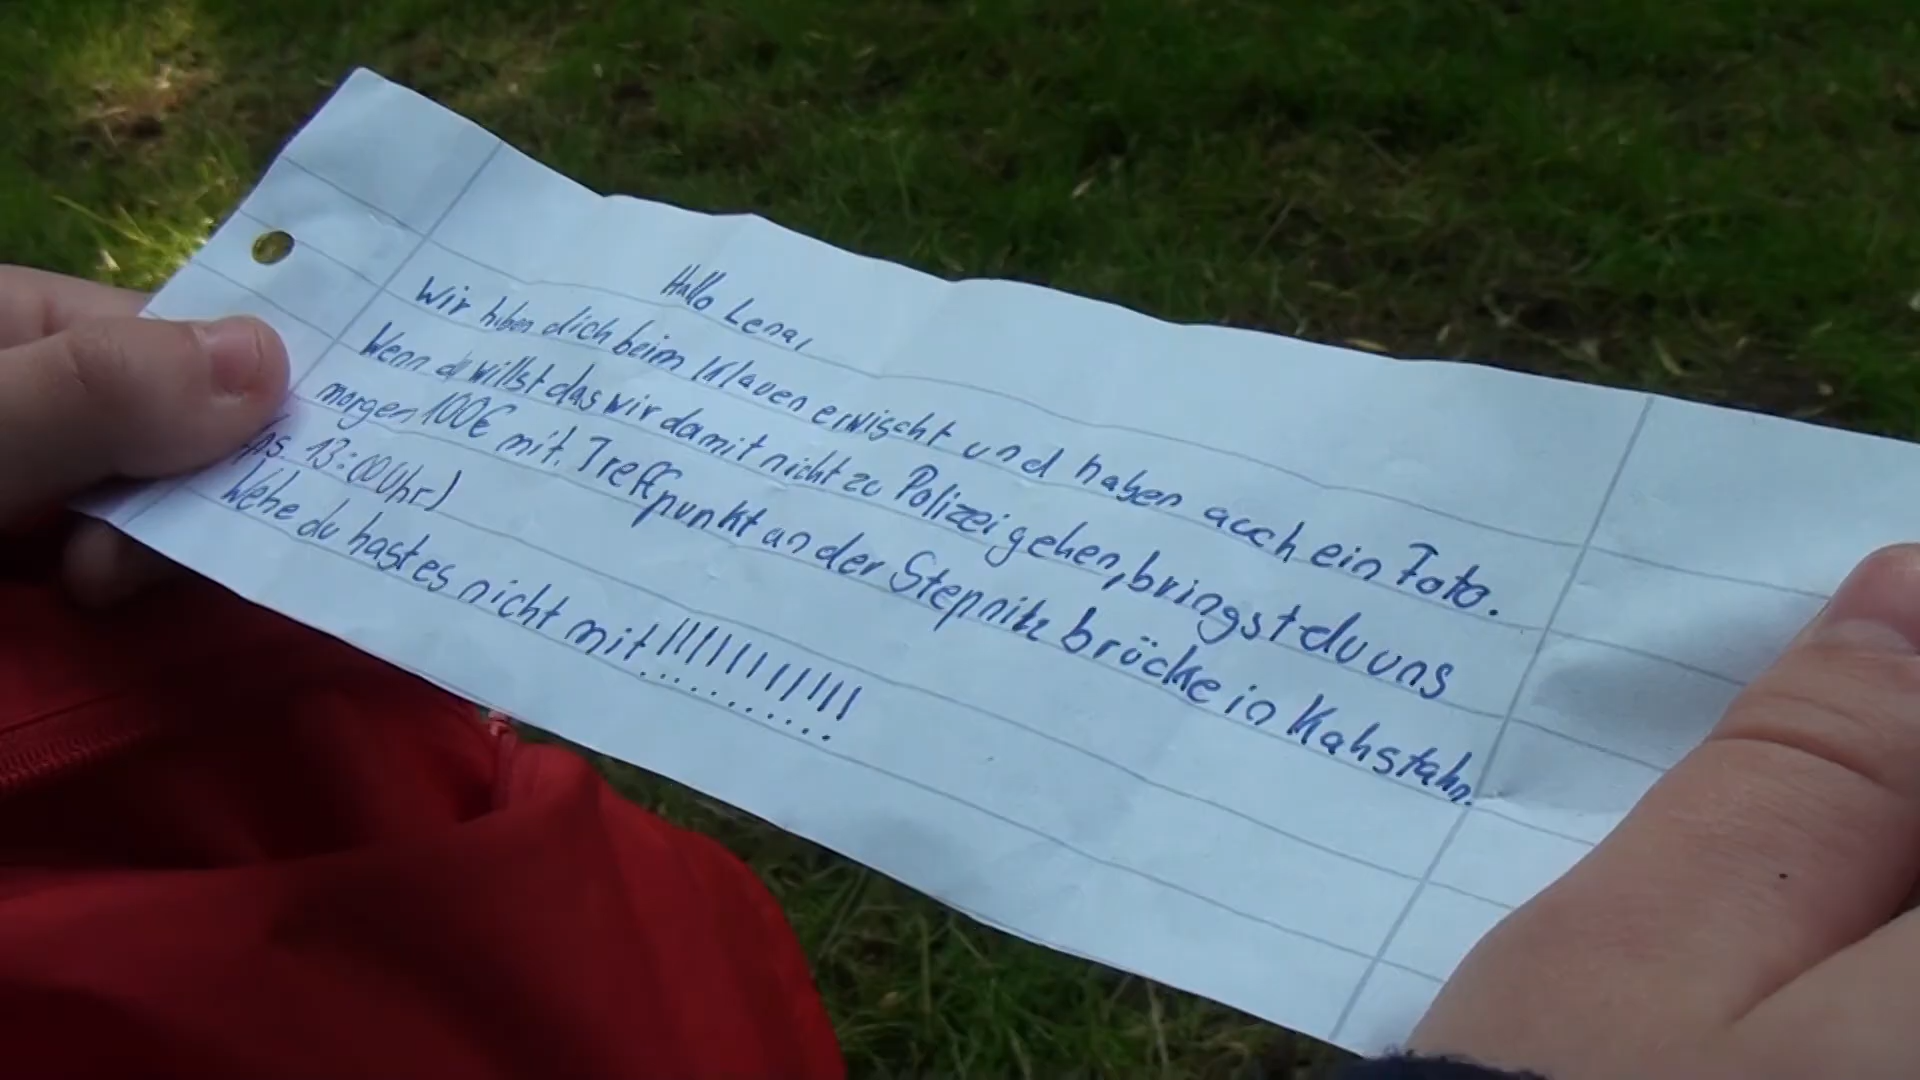 Hallo Lena,
Wir haben dich beim Klauen erwischt und haben auch ein Foto.
Wenn du willst das wir damit nicht zu Polizei gehen, bringst du uns
morgen 100€ mit. Treffpunkt an der Stepnitz brücke in Kahstahn.
13:00 Uhr)
Wehe du hast es nicht mit!!!!!!!!!!!!